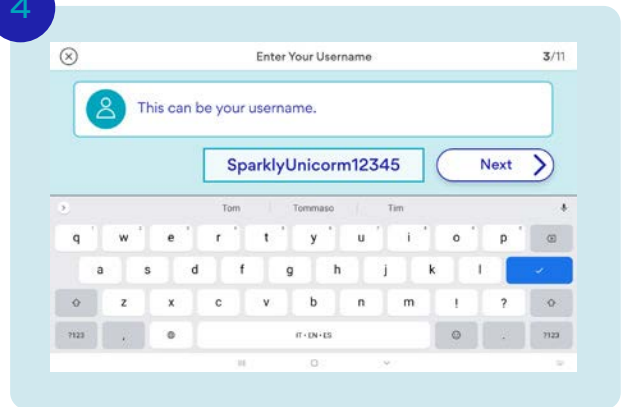 4
Enter Your Username 3/11
This can be your username.
SparklyUnicorm12345 Next
Tom Tommaso Tim
q w e r t y u i o p
a s d f g h j k l
z x c v b n m ! ?
?123 , IT • EN • ES . ?123